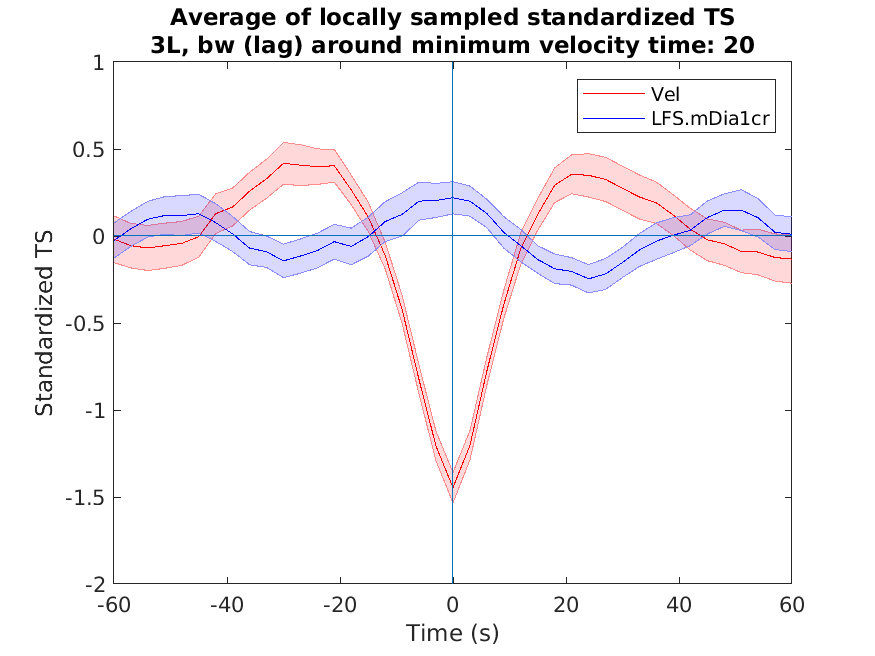 Average of locally sampled standardized TS
3L, bw (lag) around minimum velocity time: 20
1
0.5
0
-0.5
-1
-1.5
-2
Standardized TS
Vel
LFS.mDia1cr
-60
-40
-20
0
20
40
60
Time (s)